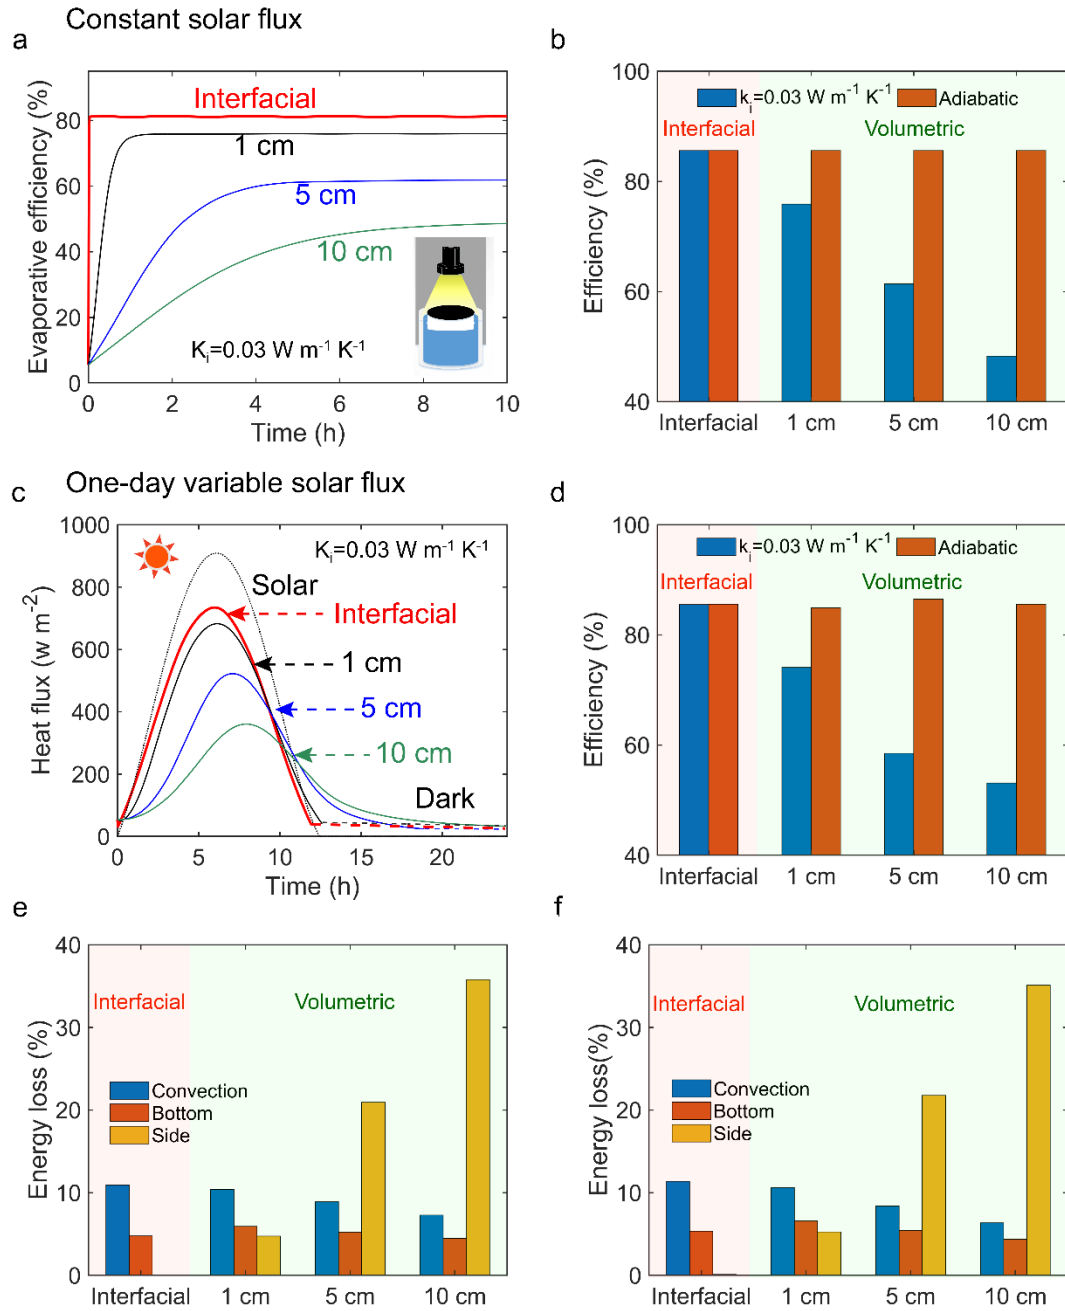 Constant solar flux
a
Evaporative efficiency (%)
80
60
40
20
0
Interfacial
1 cm
5 cm
10 cm
K_i=0.03 W m⁻¹ K⁻¹
0 2 4 6 8 10
Time (h)
b
Efficiency (%)
100
80
60
40
k_i=0.03 W m⁻¹ K⁻¹ Adiabatic
Interfacial Volumetric
Interfacial 1 cm 5 cm 10 cm
One-day variable solar flux
c
Heat flux (w m⁻²)
1000
800
600
400
200
0
K_i=0.03 W m⁻¹ K⁻¹
Solar
Interfacial
1 cm
5 cm
10 cm
Dark
0 5 10 15 20
Time (h)
d
Efficiency (%)
100
80
60
40
k_i=0.03 W m⁻¹ K⁻¹ Adiabatic
Interfacial Volumetric
Interfacial 1 cm 5 cm 10 cm
e
Energy loss (%)
40
30
20
10
0
Interfacial Volumetric
Convection
Bottom
Side
Interfacial 1 cm 5 cm 10 cm
f
Energy loss(%)
40
30
20
10
0
Interfacial Volumetric
Convection
Bottom
Side
Interfacial 1 cm 5 cm 10 cm